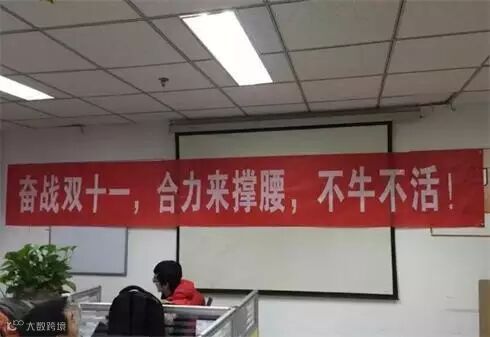 奋战双十一，合力来撑腰，不牛不活！
大数跨境